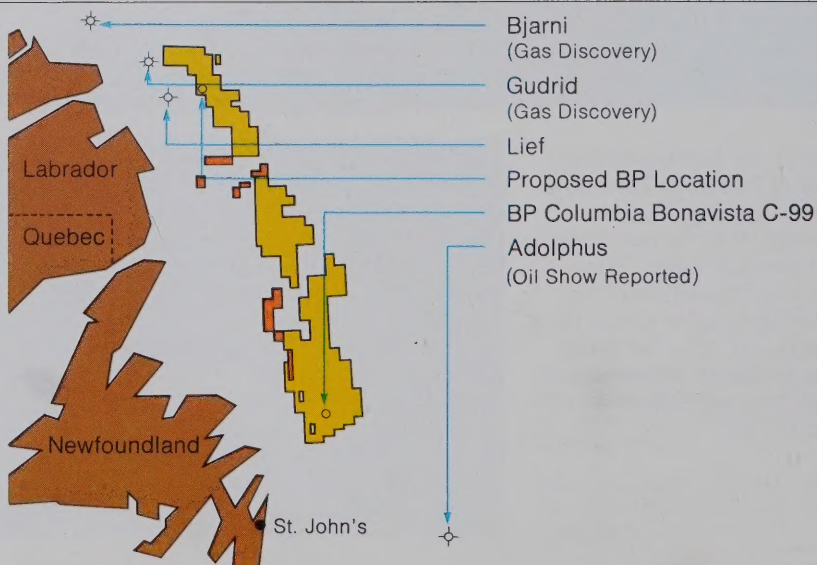 Bjarni
(Gas Discovery)
Gudrid
(Gas Discovery)
Lief
Proposed BP Location
BP Columbia Bonavista C-99
Adolphus
(Oil Show Reported)
Labrador
Quebec
Newfoundland
St. John's